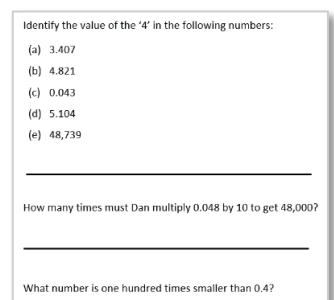 Identify the value of the ‘4’ in the following numbers:
(a) 3.407
(b) 4.821
(c) 0.043
(d) 5.104
(e) 48,739
How many times must Dan multiply 0.048 by 10 to get 48,000?
What number is one hundred times smaller than 0.4?